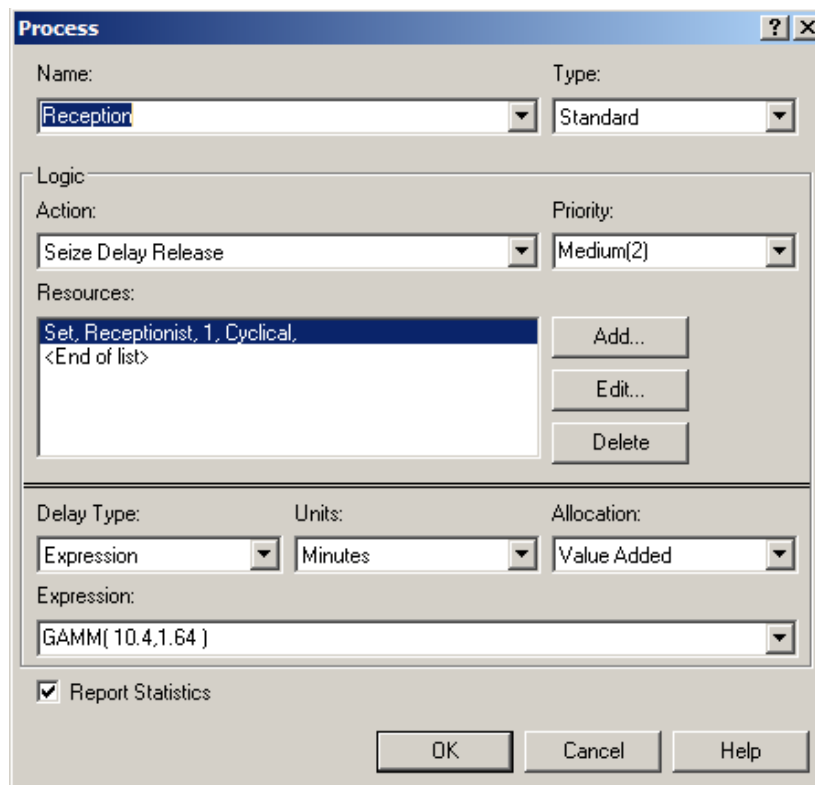 Process
Name: Type:
Reception Standard
Logic
Action: Priority:
Seize Delay Release Medium(2)
Resources:
Set, Receptionist, 1, Cyclical,
<End of list>
Add...
Edit...
Delete
Delay Type: Units: Allocation:
Expression Minutes Value Added
Expression:
GAMM( 10.4,1.64 )
Report Statistics
OK Cancel Help